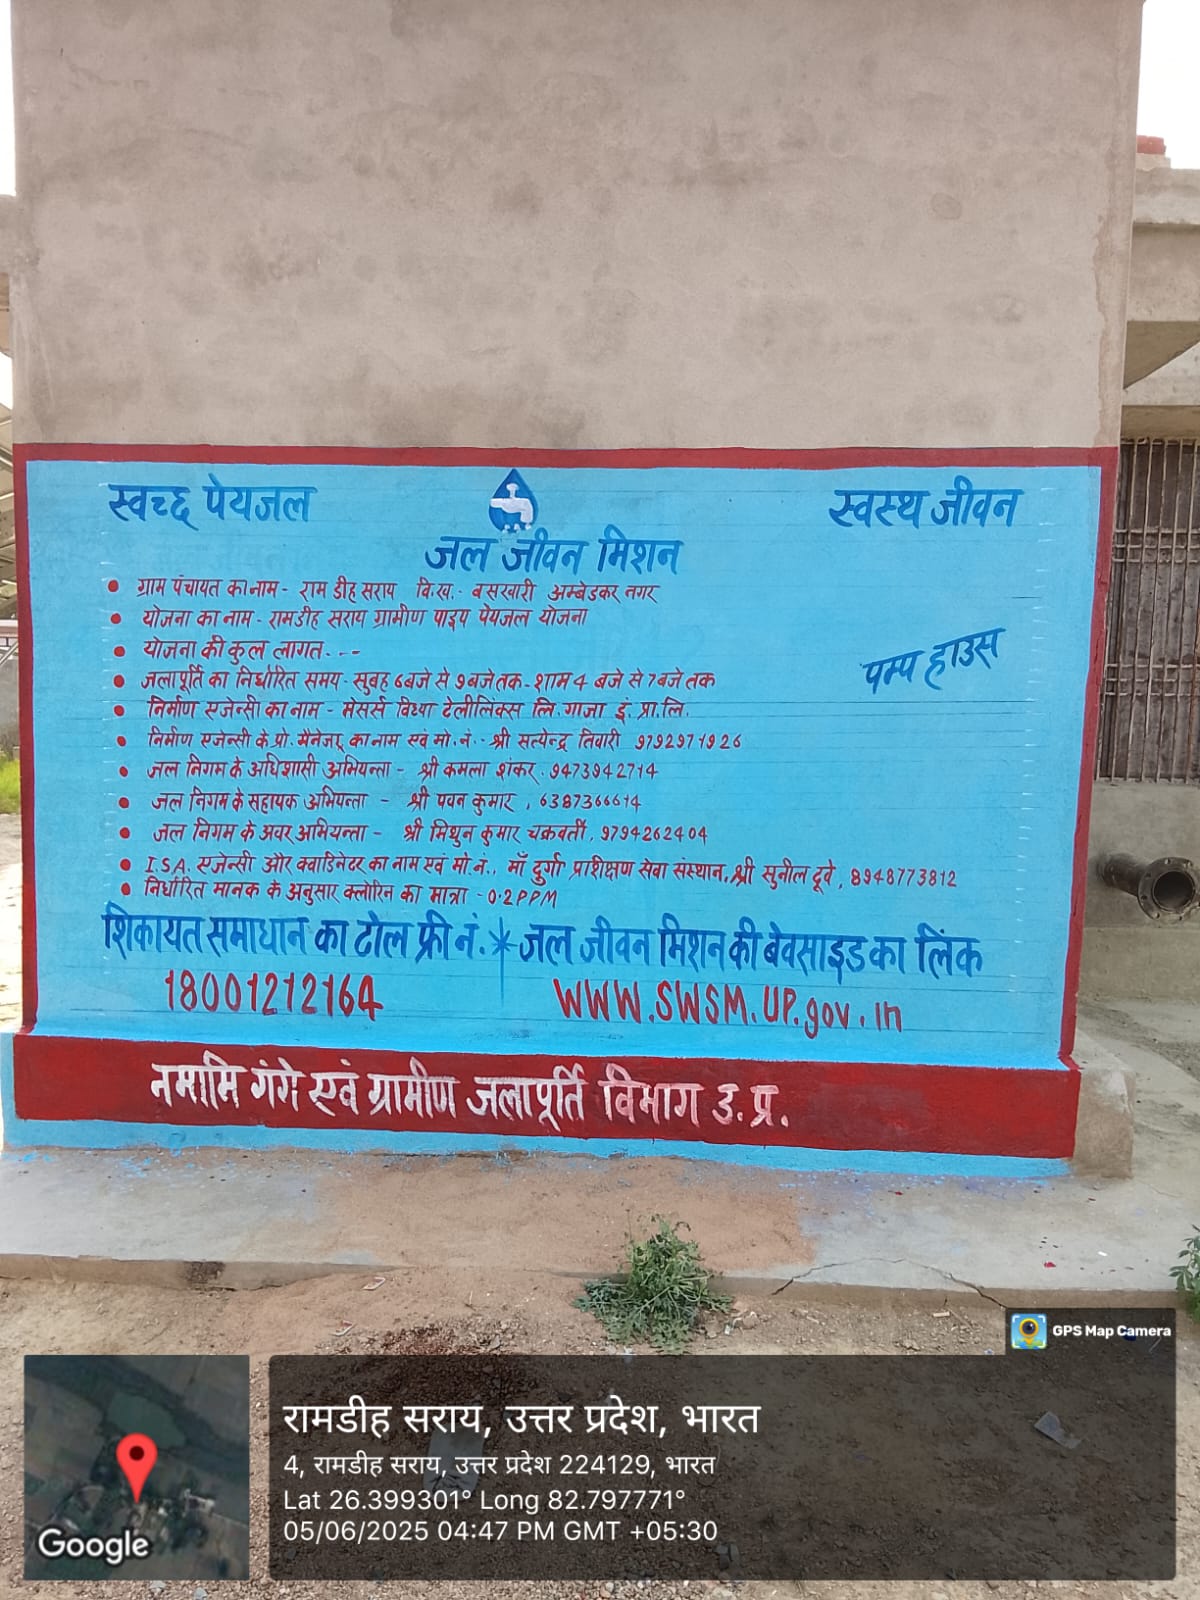 स्वच्छ पेयजल
स्वस्थ जीवन
जल जीवन मिशन
• ग्राम पंचायत का नाम - राम डीह सराय वि.ख.- बसखारी अम्बेडकर नगर
• योजना का नाम - रामडीह सराय ग्रामीण पाइप पेयजल योजना
• योजना की कुल लागत - --
पम्प हाउस
• जलापूर्ति का निर्धारित समय - सुबह 6 बजे से 9 बजे तक - शाम 4 बजे से 7 बजे तक
• निर्माण एजेन्सी का नाम - मेसर्स विध्या टेलीलिंक्स लि. गाजा इं. प्रा. लि.
• निर्माण एजेन्सी के प्रो. मैनेजर का नाम एवं मो. नं. - श्री सत्येन्द्र तिवारी 9792971926
• जल निगम के अधिशासी अभियन्ता - श्री कमला शंकर. 9473942714
• जल निगम के सहायक अभियन्ता - श्री पवन कुमार, 6387366614
• जल निगम के अवर अभियन्ता - श्री मिथुन कुमार चक्रवर्ती, 9794262404
• I.S.A. एजेन्सी और क्वाडिनेटर का नाम एवं मो. नं., माँ दुर्गा प्रशिक्षण सेवा संस्थान, श्री सुनील दूवे, 8948773812
• निर्धारित मानक के अनुसार क्लोरिन का मात्रा - 0.2 PPM
शिकायत समाधान का टोल फ्री नं.
18001212164
जल जीवन मिशन की बेवसाइड का लिंक
WWW.SWSM.UP.gov.in
नमामि गंगे एवं ग्रामीण जलापूर्ति विभाग उ. प्र.
GPS Map Camera
रामडीह सराय, उत्तर प्रदेश, भारत
4, रामडीह सराय, उत्तर प्रदेश 224129, भारत
Lat 26.399301° Long 82.797771°
05/06/2025 04:47 PM GMT +05:30
Google